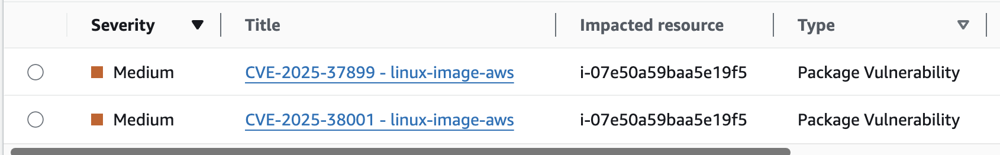 Severity Title Impacted resource Type
Medium CVE-2025-37899 - linux-image-aws i-07e50a59baa5e19f5 Package Vulnerability
Medium CVE-2025-38001 - linux-image-aws i-07e50a59baa5e19f5 Package Vulnerability